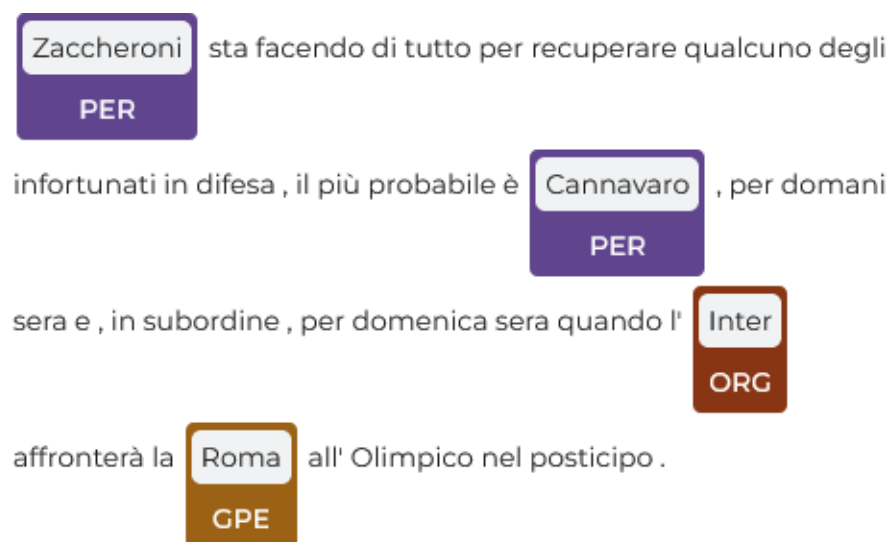 Zaccheroni sta facendo di tutto per recuperare qualcuno degli
PER
infortunati in difesa , il più probabile è Cannavaro , per domani
PER
sera e , in subordine , per domenica sera quando l' Inter
ORG
affronterà la Roma all' Olimpico nel posticipo .
GPE